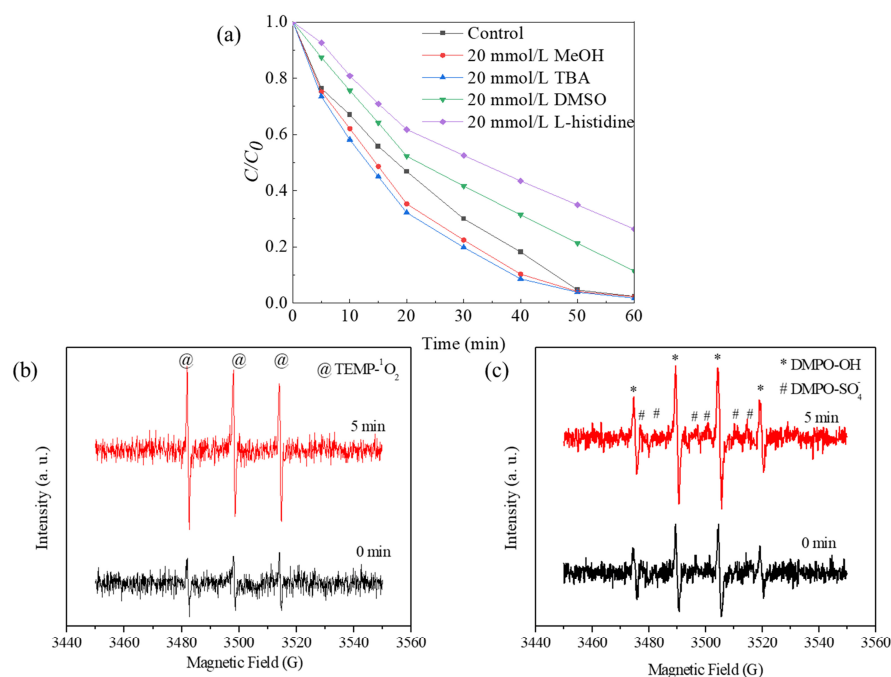 (a)
Control
20 mmol/L MeOH
20 mmol/L TBA
20 mmol/L DMSO
20 mmol/L L-histidine
C/C0
1.0
0.8
0.6
0.4
0.2
0.0
0 10 20 30 40 50 60
Time (min)
(b)
@ @ @ @ TEMP-¹O₂
5 min
0 min
Intensity (a. u.)
3440 3460 3480 3500 3520 3540 3560
Magnetic Field (G)
(c)
* * * * * DMPO-OH
# # # # # # # DMPO-SO₄⁻
5 min
0 min
Intensity (a. u.)
3440 3460 3480 3500 3520 3540 3560
Magnetic Field (G)